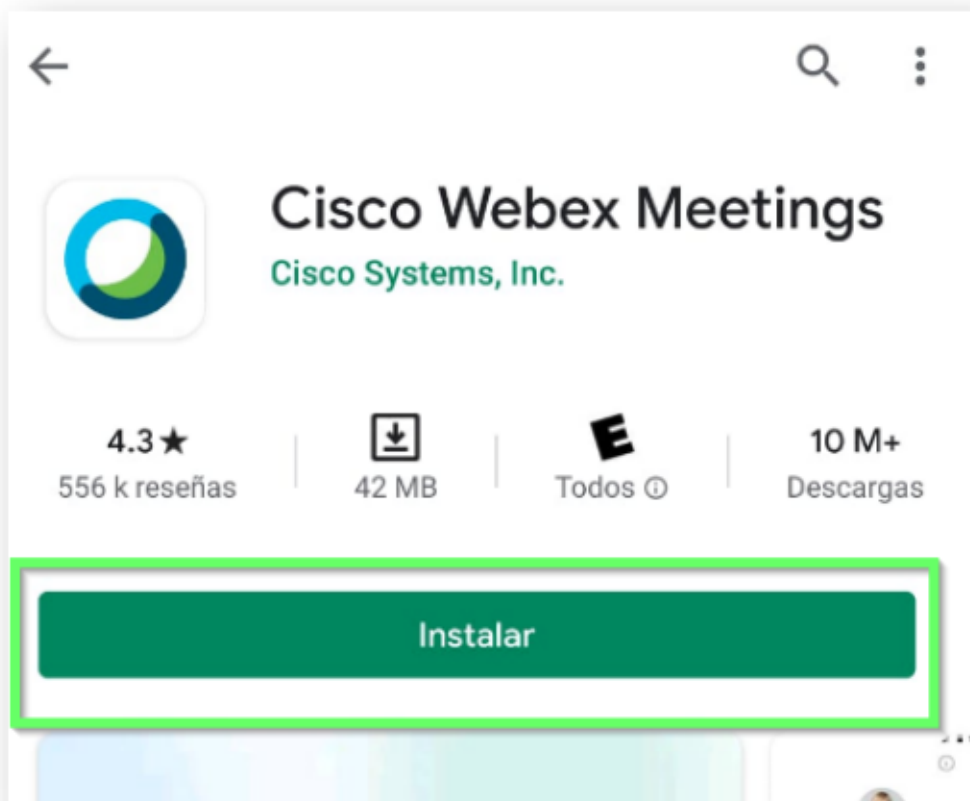 Cisco Webex Meetings
Cisco Systems, Inc.
4.3★
556 k reseñas
42 MB
E
Todos
10 M+
Descargas
Instalar